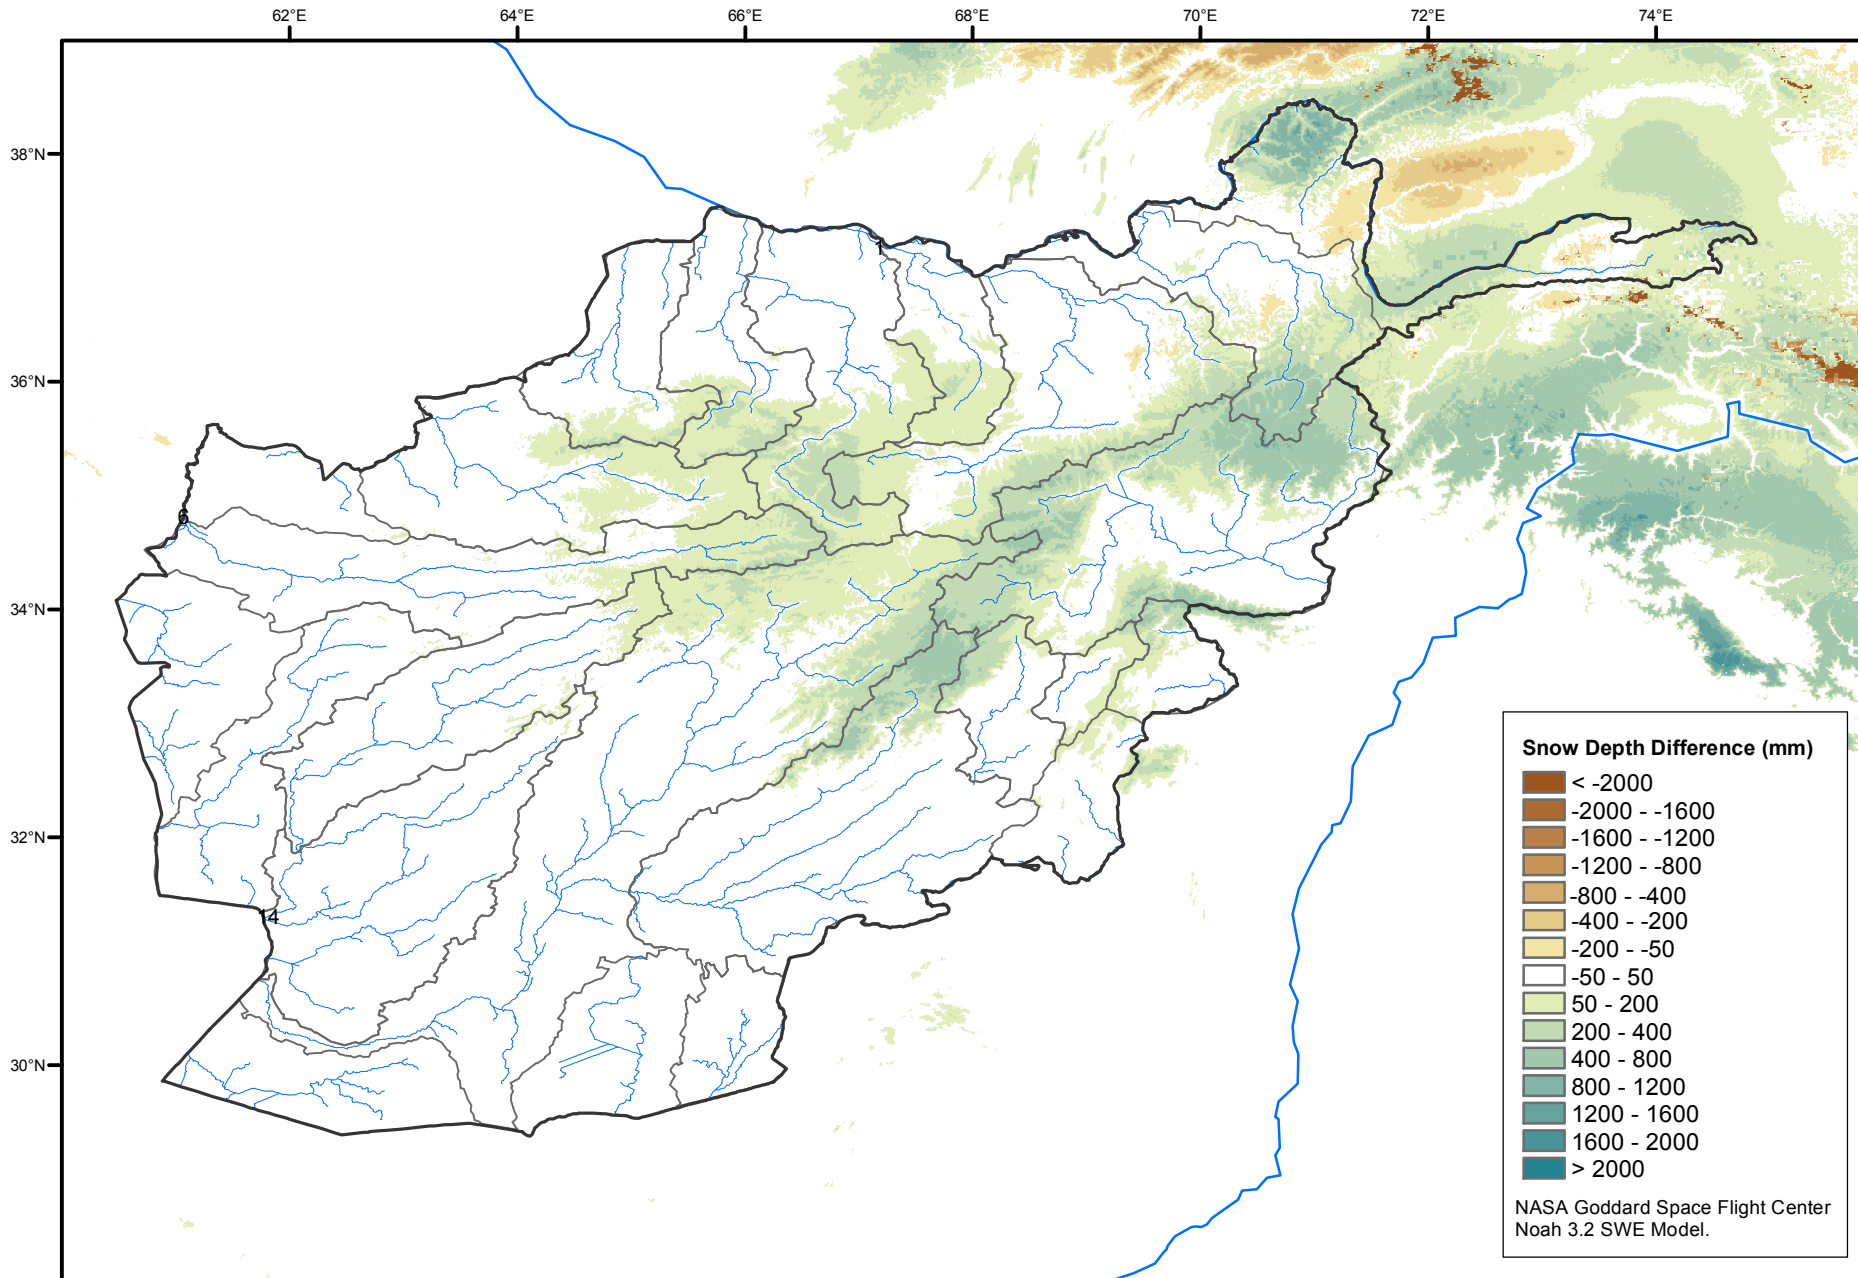 62°E 64°E 66°E 68°E 70°E 72°E 74°E
38°N
1
36°N
6
34°N
32°N
14
30°N
Snow Depth Difference (mm)
< -2000
-2000 - -1600
-1600 - -1200
-1200 - -800
-800 - -400
-400 - -200
-200 - -50
-50 - 50
50 - 200
200 - 400
400 - 800
800 - 1200
1200 - 1600
1600 - 2000
> 2000
NASA Goddard Space Flight Center
Noah 3.2 SWE Model.